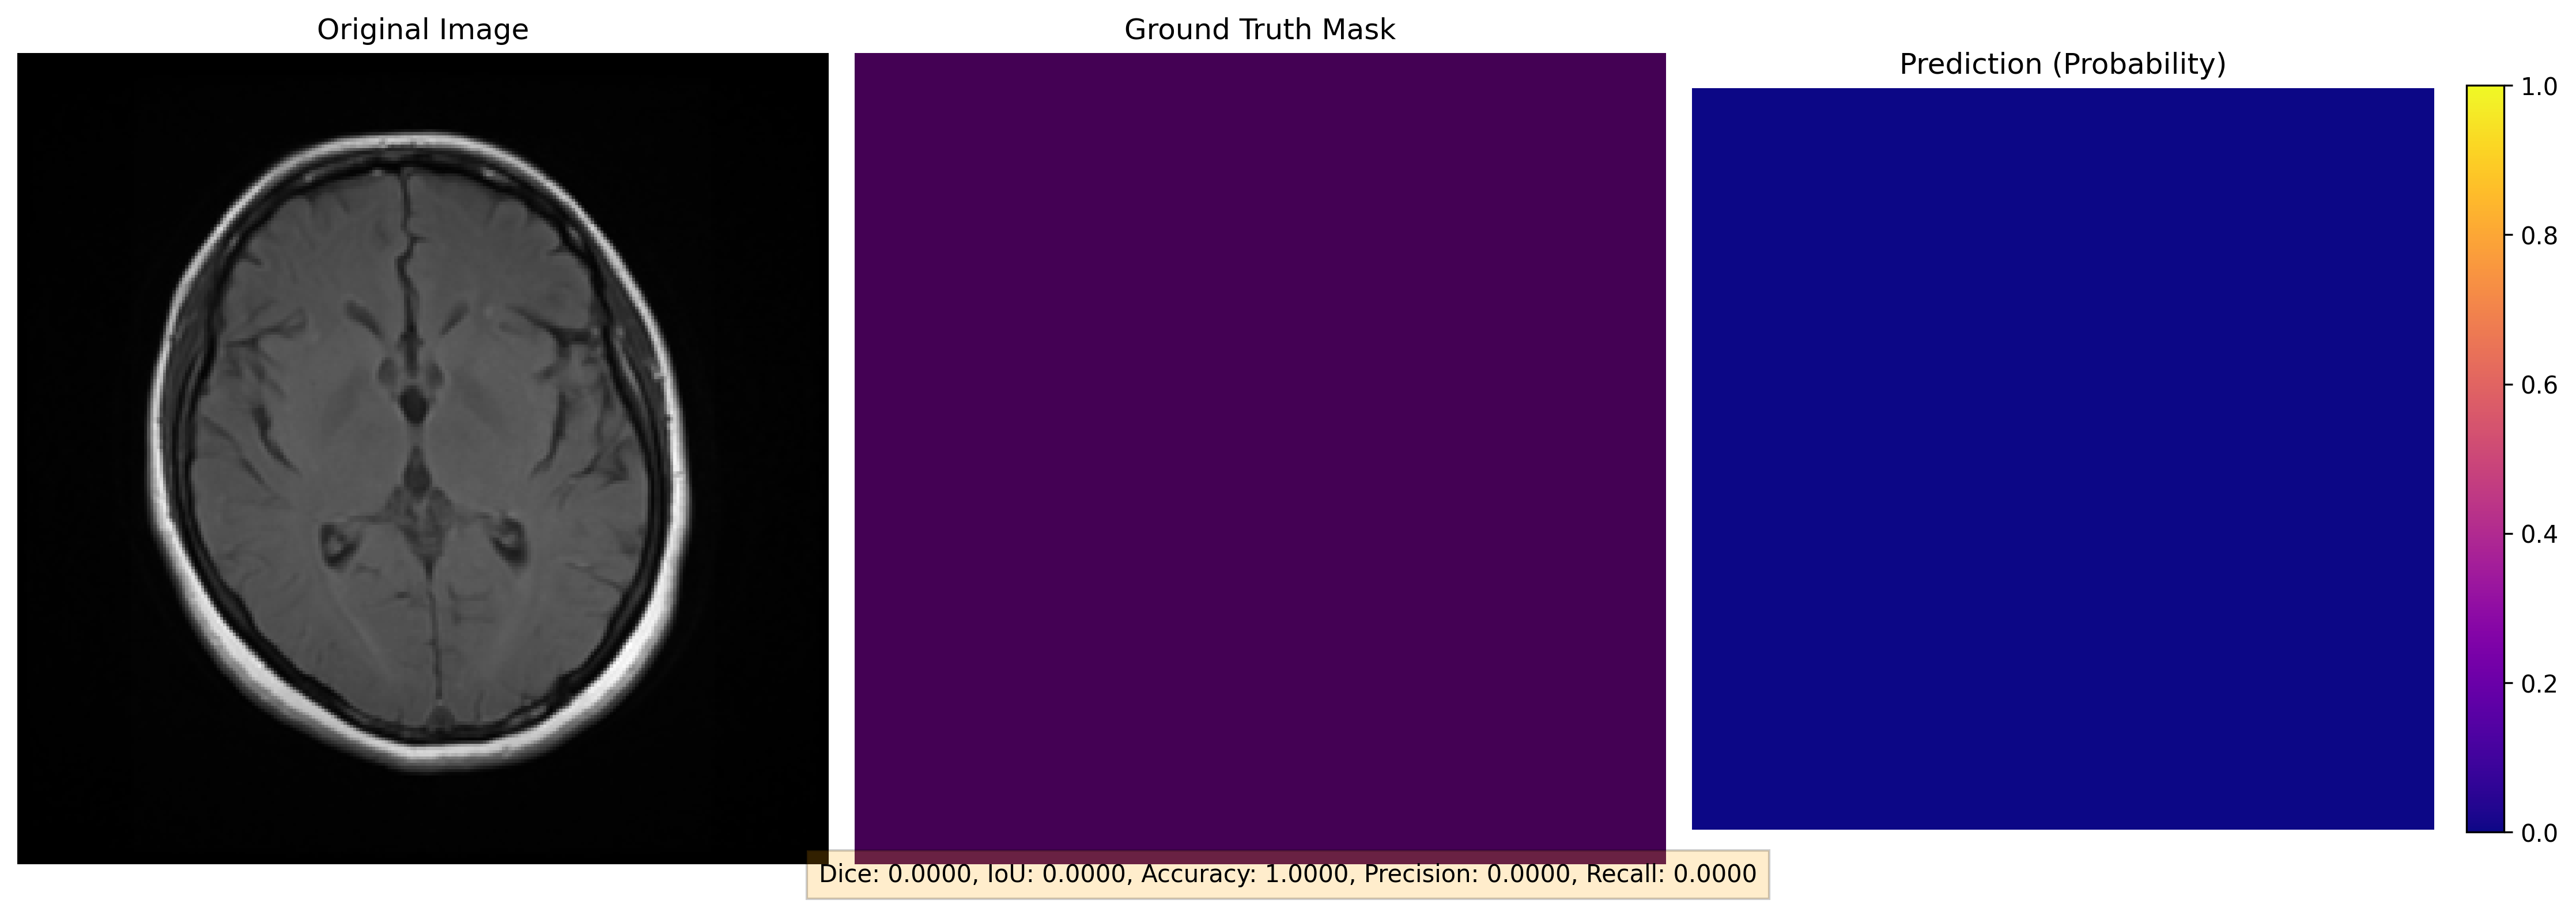 Original Image
Ground Truth Mask
Prediction (Probability)
1.0
0.8
0.6
0.4
0.2
0.0
Dice: 0.0000, IoU: 0.0000, Accuracy: 1.0000, Precision: 0.0000, Recall: 0.0000